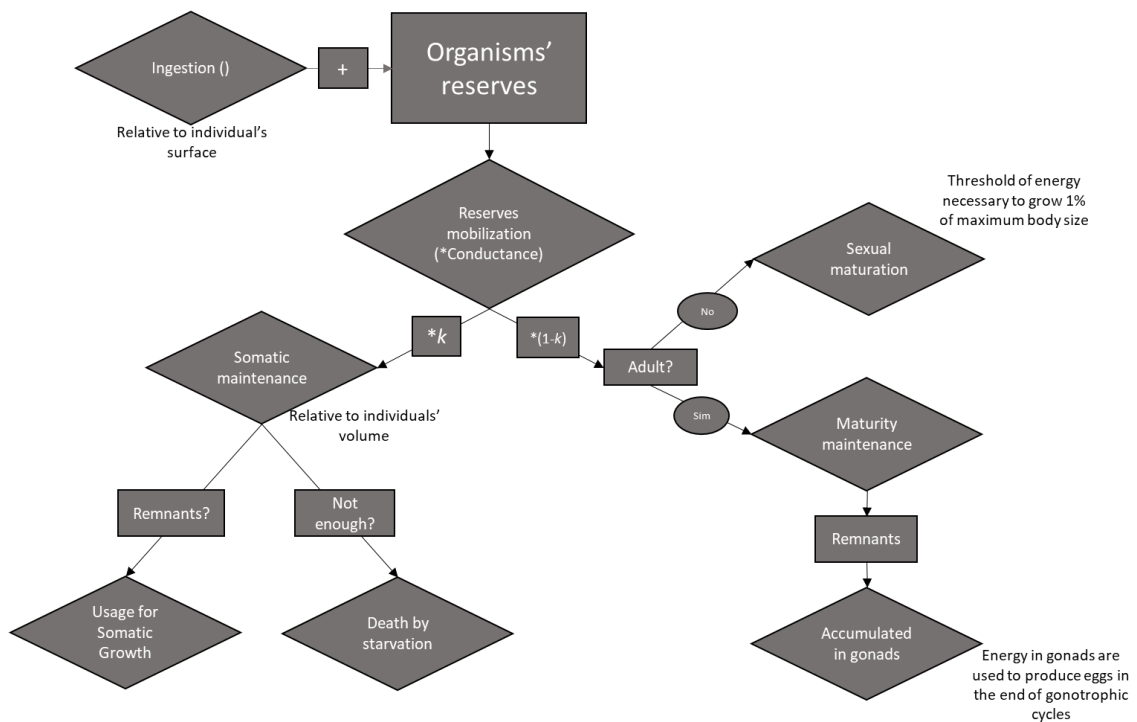 Ingestion ()
+
Organisms'
reserves
Relative to individual's
surface
Reserves
mobilization
(*Conductance)
Threshold of energy
necessary to grow 1%
of maximum body size
Sexual
maturation
No
*k
*(1-k)
Adult?
Somatic
maintenance
Relative to individuals'
volume
Sim
Maturity
maintenance
Remnants?
Not
enough?
Remnants
Usage for
Somatic
Growth
Death by
starvation
Accumulated
in gonads
Energy in gonads are
used to produce eggs in
the end of gonotrophic
cycles